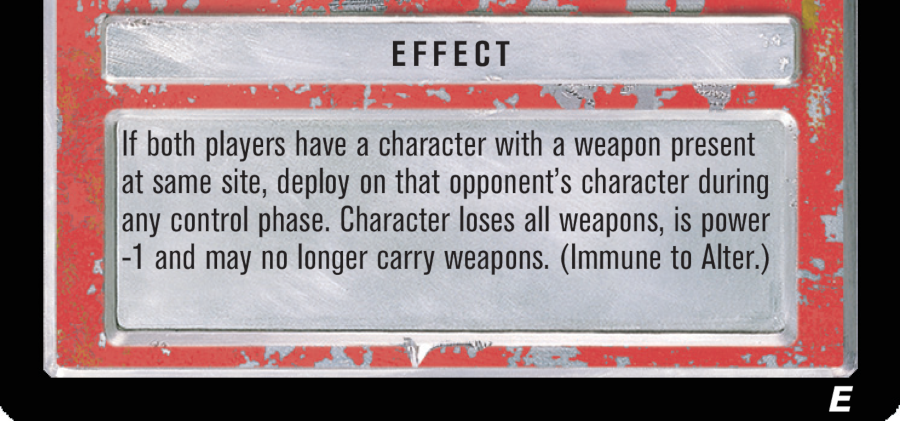 EFFECT
If both players have a character with a weapon present
at same site, deploy on that opponent's character during
any control phase. Character loses all weapons, is power
-1 and may no longer carry weapons. (Immune to Alter.)
E